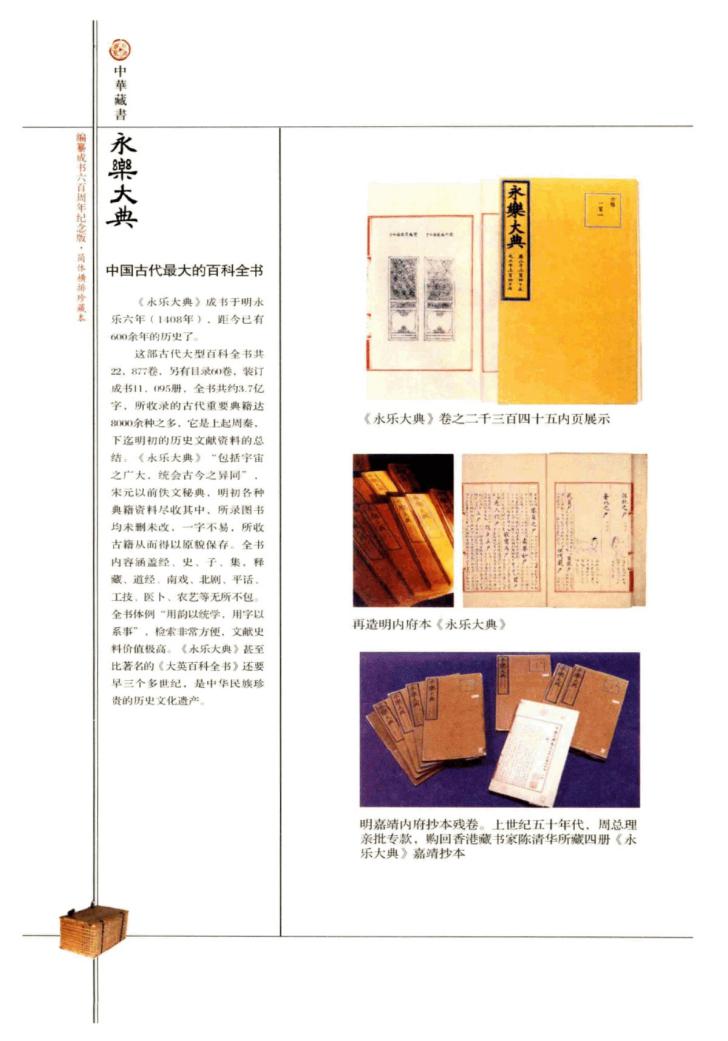 中華藏書
永樂大典
编纂成书六百周年纪念版·简体横排珍藏本
中国古代最大的百科全书
《永乐大典》成书于明永
乐六年（1408年），距今已有
600余年的历史了。
这部古代大型百科全书共
22，877卷，另有目录60卷，装订
成书11，095册，全书共约3.7亿
字，所收录的古代重要典籍达
8000余种之多，它是上起周秦，
下迄明初的历史文献资料的总
结。《永乐大典》“包括宇宙
之广大，统会古今之异同”，
宋元以前佚文秘典，明初各种
典籍资料尽收其中，所录图书
均未删未改，一字不易，所收
古籍从而得以原貌保存。全书
内容涵盖经、史、子、集，释
藏、道经、南戏、北剧、平话、
工技、医卜、农艺等无所不包。
全书体例“用韵以统学，用字以
系事”，检索非常方便，文献史
料价值极高。《永乐大典》甚至
比著名的《大英百科全书》还要
早三个多世纪，是中华民族珍
贵的历史文化遗产。
永樂大典
《永乐大典》卷之二千三百四十五内页展示
再造明内府本《永乐大典》
明嘉靖内府抄本残卷。上世纪五十年代，周总理
亲批专款，购回香港藏书家陈清华所藏四册《永
乐大典》嘉靖抄本